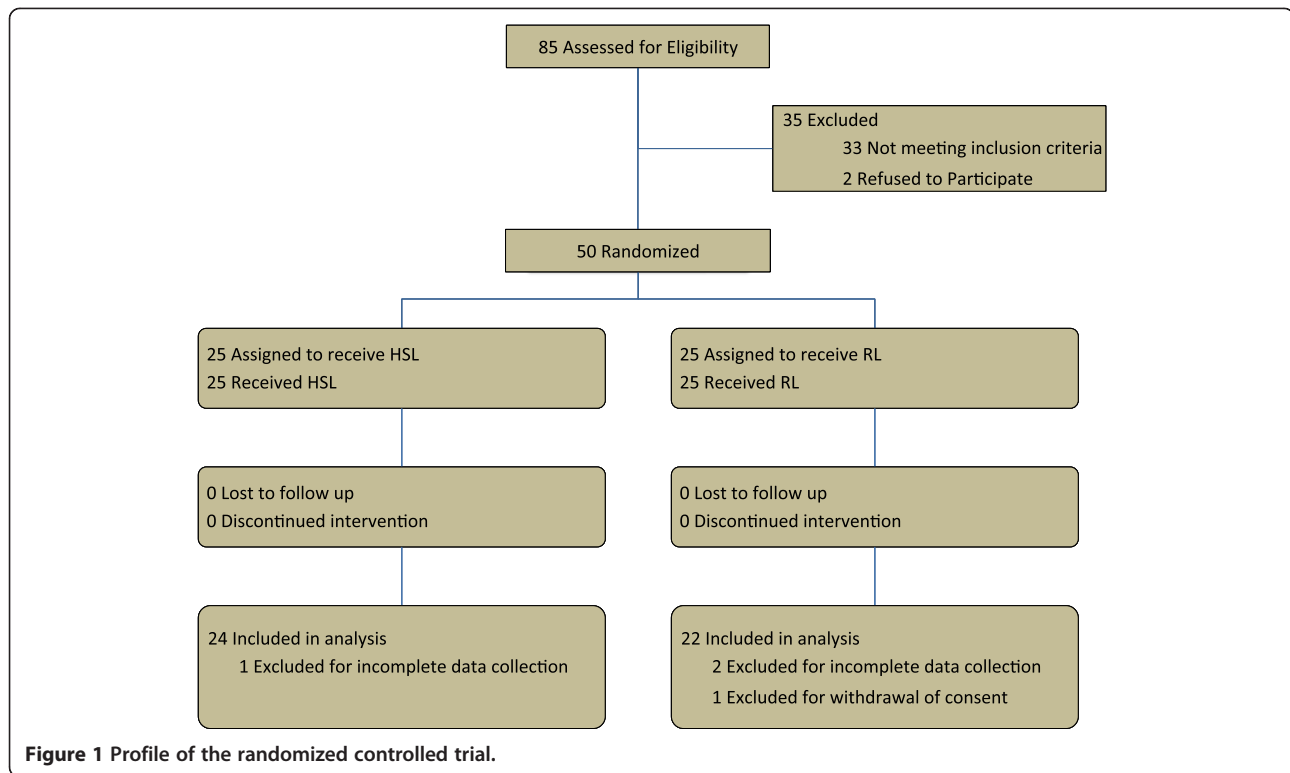 85 Assessed for Eligibility
35 Excluded
33 Not meeting inclusion criteria
2 Refused to Participate
50 Randomized
25 Assigned to receive HSL
25 Received HSL
25 Assigned to receive RL
25 Received RL
0 Lost to follow up
0 Discontinued intervention
0 Lost to follow up
0 Discontinued intervention
24 Included in analysis
1 Excluded for incomplete data collection
22 Included in analysis
2 Excluded for incomplete data collection
1 Excluded for withdrawal of consent
Figure 1 Profile of the randomized controlled trial.